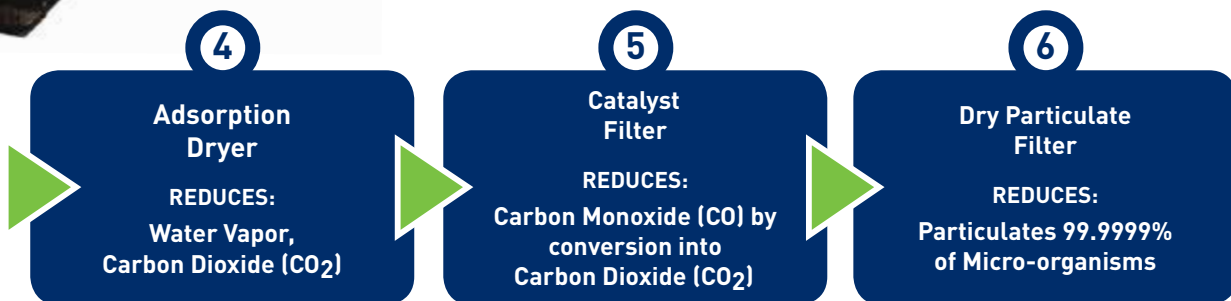 4
Adsorption
Dryer
REDUCES:
Water Vapor,
Carbon Dioxide (CO2)
5
Catalyst
Filter
REDUCES:
Carbon Monoxide (CO) by
conversion into
Carbon Dioxide (CO2)
6
Dry Particulate
Filter
REDUCES:
Particulates 99.9999%
of Micro-organisms